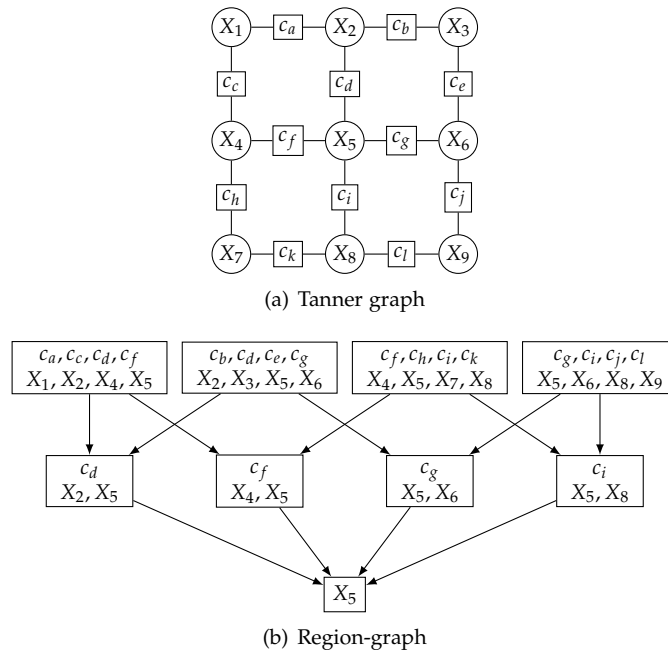 X₁ cₐ X₂ c_b X₃
c_c c_d c_e
X₄ c_f X₅ c_g X₆
c_h c_i c_j
X₇ c_k X₈ c_l X₉
(a) Tanner graph
cₐ, c_c, c_d, c_f
X₁, X₂, X₄, X₅
c_b, c_d, c_e, c_g
X₂, X₃, X₅, X₆
c_f, c_h, c_i, c_k
X₄, X₅, X₇, X₈
c_g, c_i, c_j, c_l
X₅, X₆, X₈, X₉
c_d
X₂, X₅
c_f
X₄, X₅
c_g
X₅, X₆
c_i
X₅, X₈
X₅
(b) Region-graph